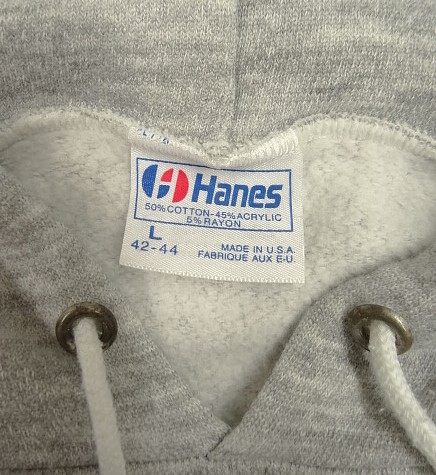 Hanes
50% COTTON-45% ACRYLIC
5% RAYON
L
42-44
MADE IN U.S.A.
FABRIQUE AUX E-U.